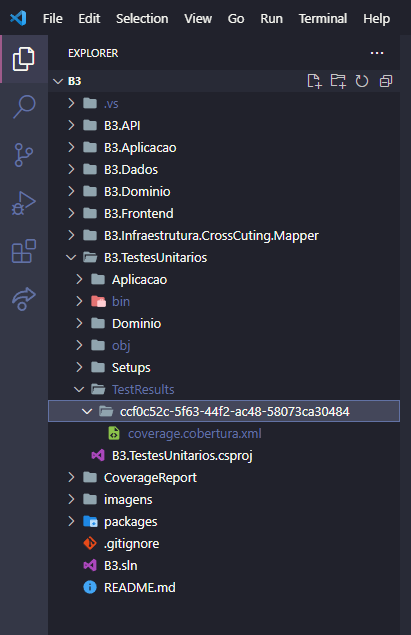 File Edit Selection View Go Run Terminal Help
EXPLORER
B3
.vs
B3.API
B3.Aplicacao
B3.Dados
B3.Dominio
B3.Frontend
B3.Infraestrutura.CrossCuting.Mapper
B3.TestesUnitarios
Aplicacao
bin
Dominio
obj
Setups
TestResults
ccf0c52c-5f63-44f2-ac48-58073ca30484
coverage.cobertura.xml
B3.TestesUnitarios.csproj
CoverageReport
imagens
packages
.gitignore
B3.sln
README.md